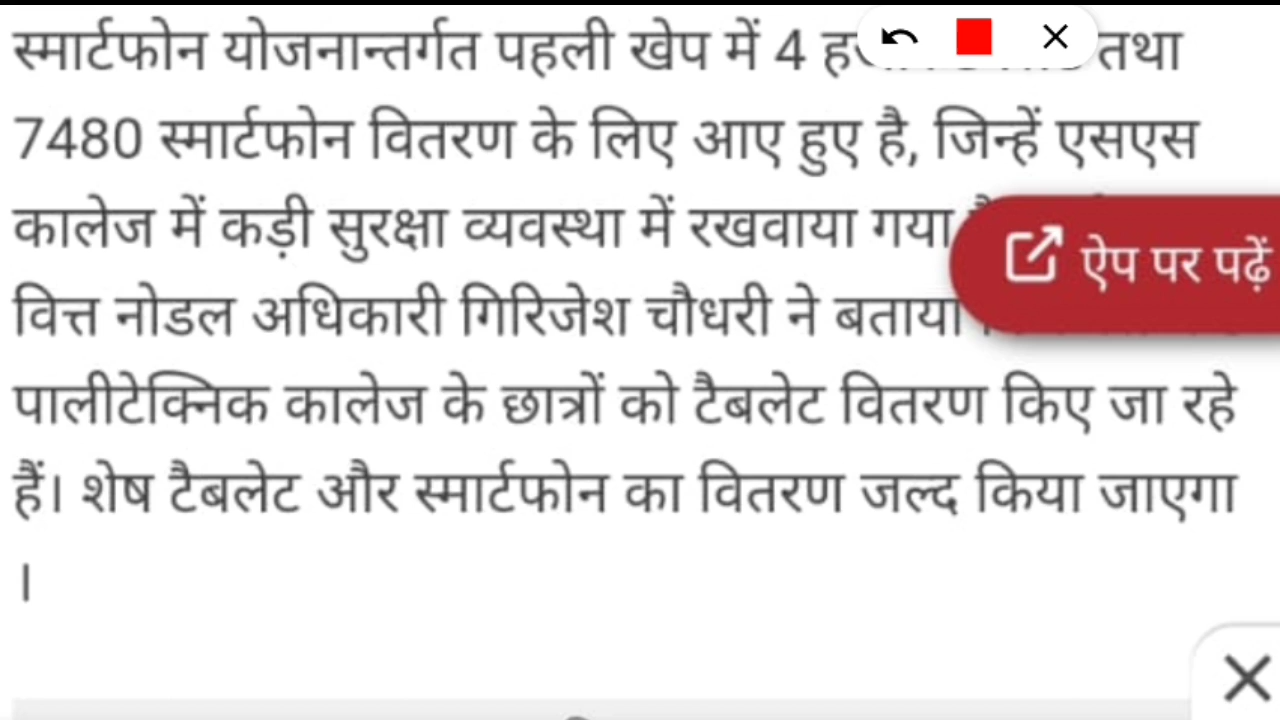 स्मार्टफोन योजनान्तर्गत पहली खेप में 4 तथा
7480 स्मार्टफोन वितरण के लिए आए हुए है, जिन्हें एसएस
कालेज में कड़ी सुरक्षा व्यवस्था में रखवाया गया
ऐप पर पढ़ें
वित्त नोडल अधिकारी गिरिजेश चौधरी ने बताया
पालीटेक्निक कालेज के छात्रों को टैबलेट वितरण किए जा रहे
हैं। शेष टैबलेट और स्मार्टफोन का वितरण जल्द किया जाएगा
।